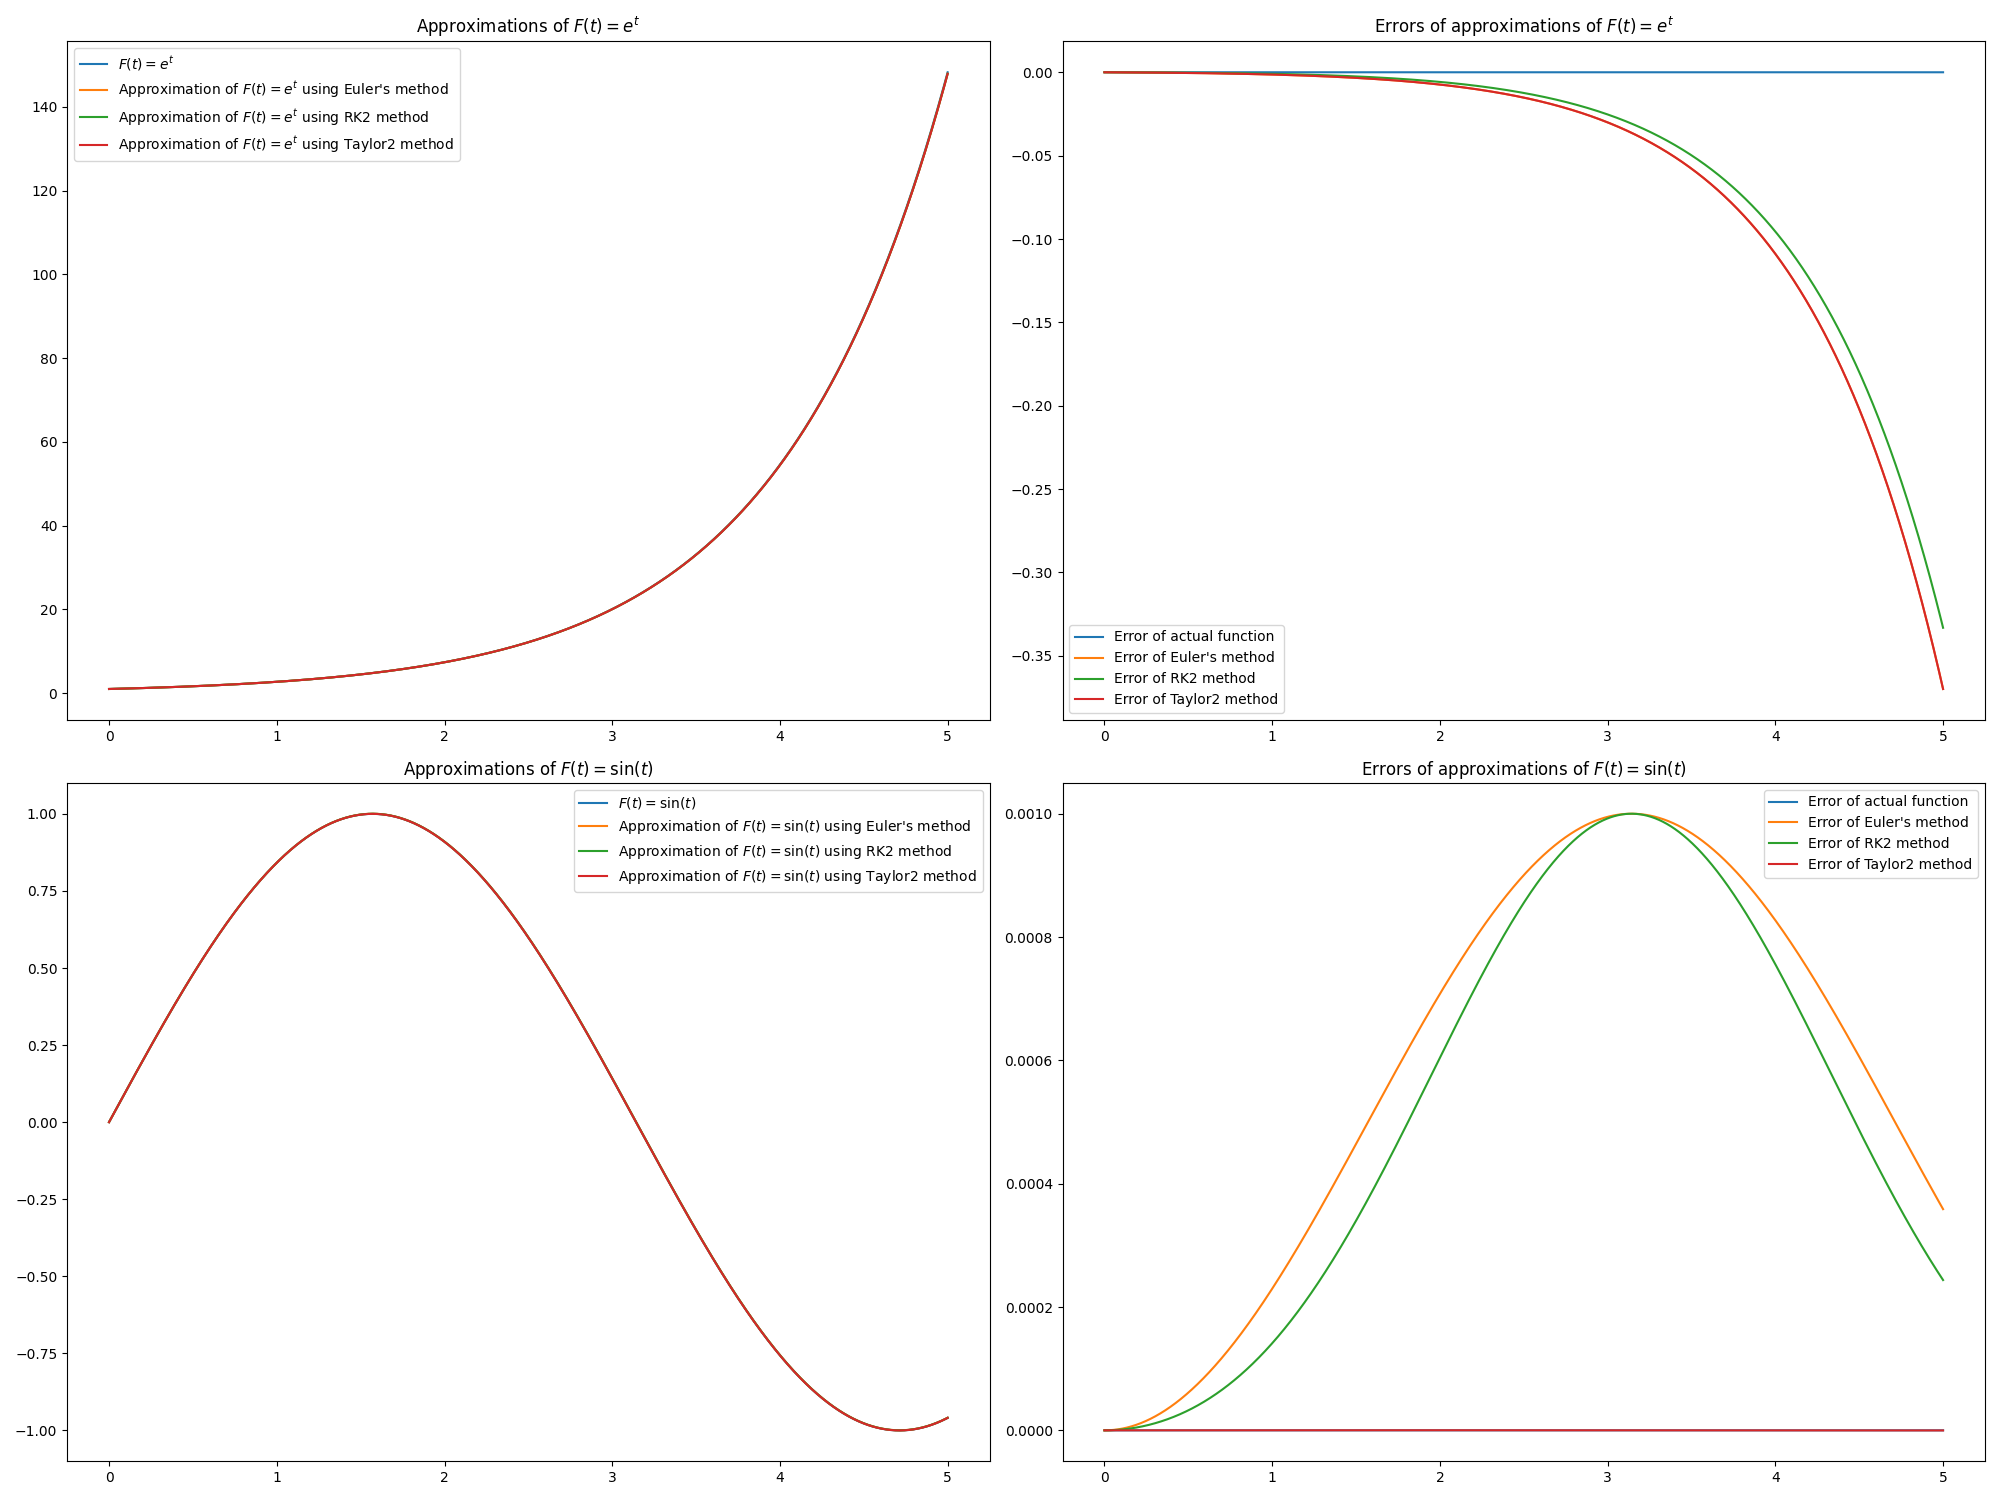 Approximations of F(t) = e^t
F(t) = e^t
Approximation of F(t) = e^t using Euler's method
Approximation of F(t) = e^t using RK2 method
Approximation of F(t) = e^t using Taylor2 method
140
120
100
80
60
40
20
0
0 1 2 3 4 5
Errors of approximations of F(t) = e^t
0.00
−0.05
−0.10
−0.15
−0.20
−0.25
−0.30
−0.35
Error of actual function
Error of Euler's method
Error of RK2 method
Error of Taylor2 method
0 1 2 3 4 5
Approximations of F(t) = sin(t)
F(t) = sin(t)
Approximation of F(t) = sin(t) using Euler's method
Approximation of F(t) = sin(t) using RK2 method
Approximation of F(t) = sin(t) using Taylor2 method
1.00
0.75
0.50
0.25
0.00
−0.25
−0.50
−0.75
−1.00
0 1 2 3 4 5
Errors of approximations of F(t) = sin(t)
Error of actual function
Error of Euler's method
Error of RK2 method
Error of Taylor2 method
0.0010
0.0008
0.0006
0.0004
0.0002
0.0000
0 1 2 3 4 5